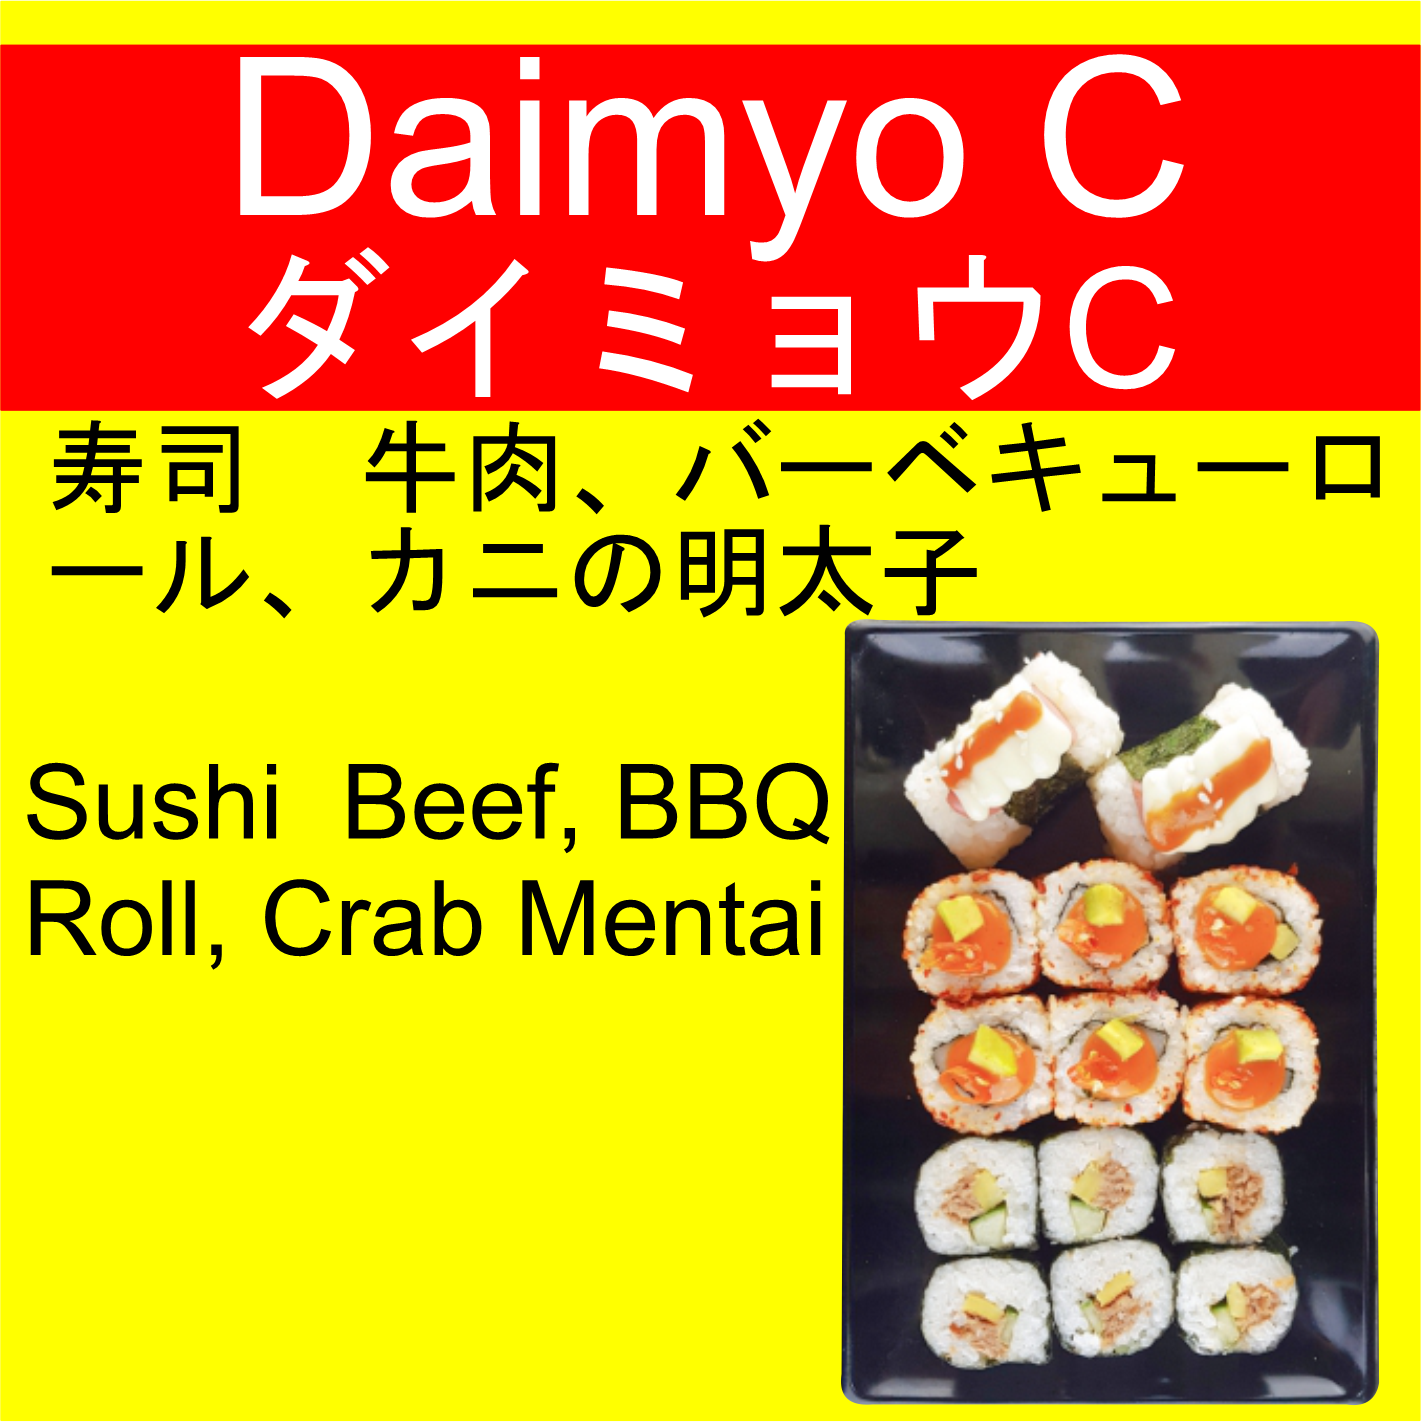 Daimyo C
ダイミョウC
寿司　牛肉、バーベキューロ
ール、カニの明太子
Sushi  Beef, BBQ
Roll, Crab Mentai